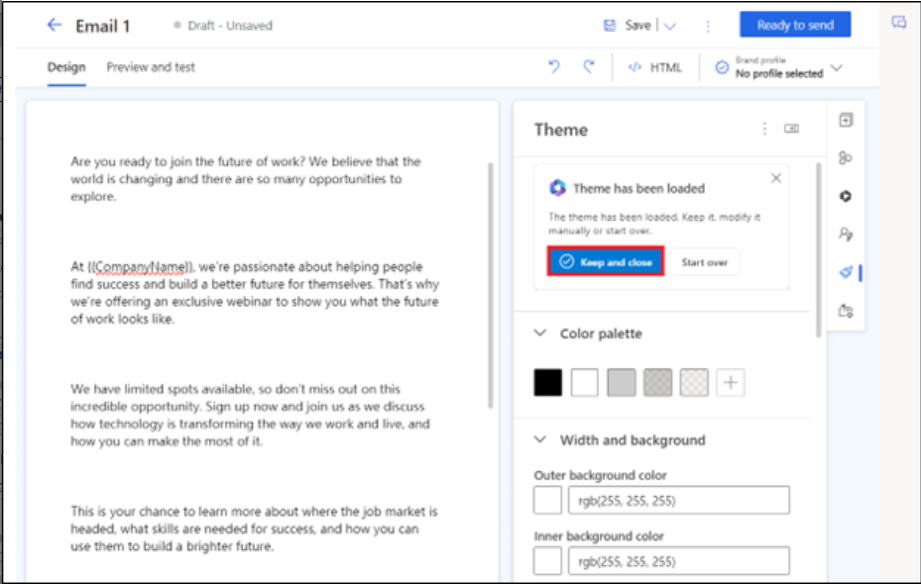 Email 1
Draft - Unsaved
Save
Ready to send
Design
Preview and test
HTML
Brand profile
No profile selected
Are you ready to join the future of work? We believe that the
world is changing and there are so many opportunities to
explore.
At {{CompanyName}}, we're passionate about helping people
find success and build a better future for themselves. That's why
we're offering an exclusive webinar to show you what the future
of work looks like.
We have limited spots available, so don't miss out on this
incredible opportunity. Sign up now and join us as we discuss
how technology is transforming the way we work and live, and
how you can make the most of it.
This is your chance to learn more about where the job market is
headed, what skills are needed for success, and how you can
use them to build a brighter future.
Theme
Theme has been loaded
The theme has been loaded. Keep it, modify it
manually or start over.
Keep and close
Start over
Color palette
Width and background
Outer background color
rgb(255, 255, 255)
Inner background color
rgb(255, 255, 255)